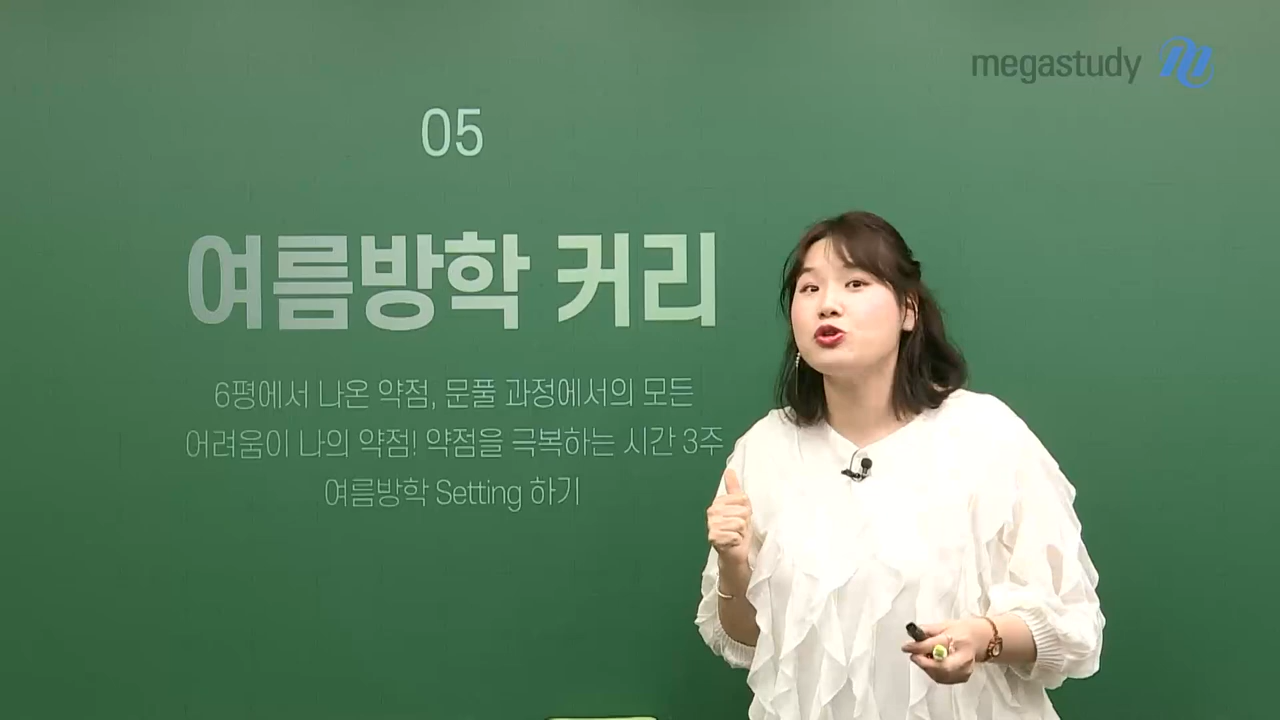 megastudy
05
여름방학 커리
6평에서 나온 약점, 문풀 과정에서의 모든
어려움이 나의 약점! 약점을 극복하는 시간 3주
여름방학 Setting 하기